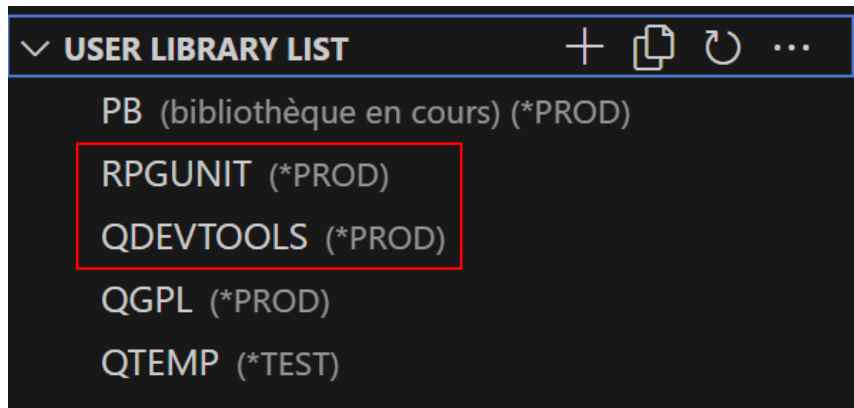 USER LIBRARY LIST
PB (bibliothèque en cours) (*PROD)
RPGUNIT (*PROD)
QDEVTOOLS (*PROD)
QGPL (*PROD)
QTEMP (*TEST)